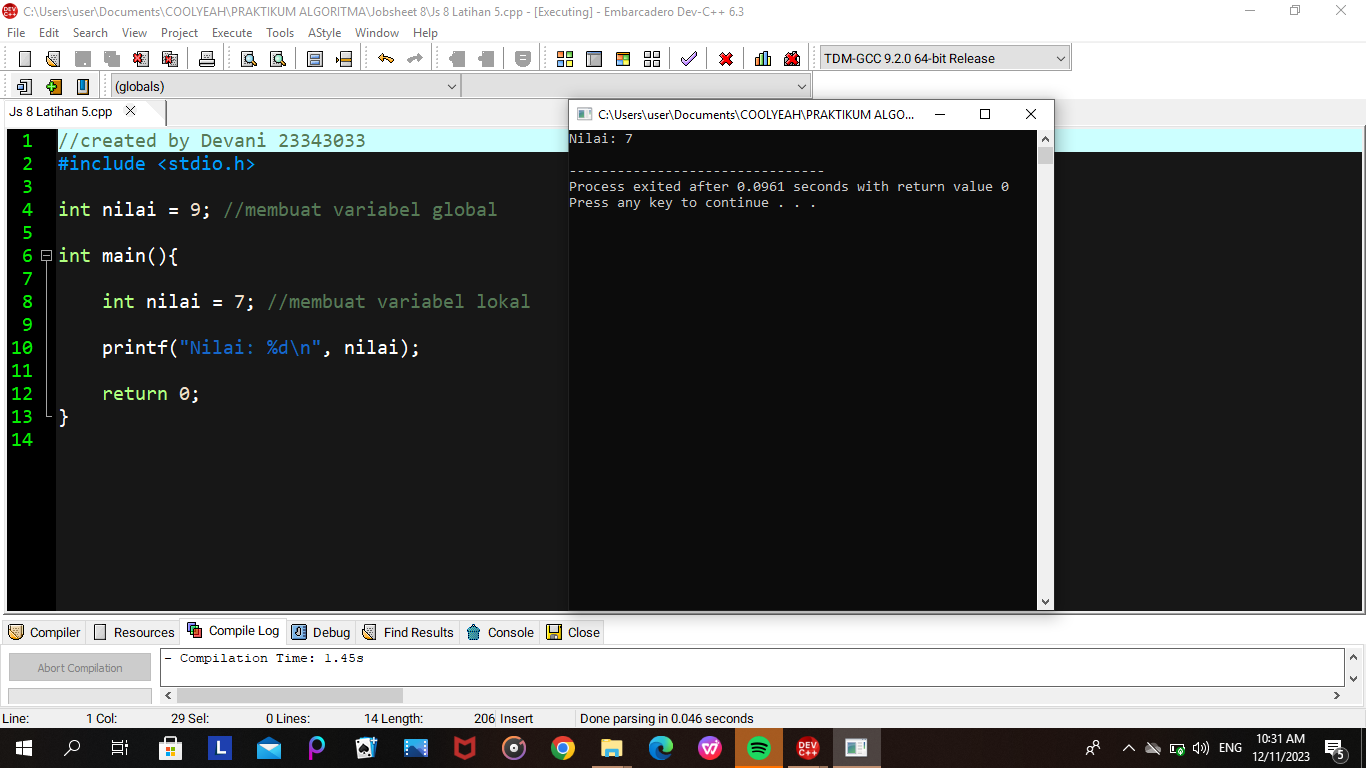 C:\Users\user\Documents\COOLYEAH\PRAKTIKUM ALGORITMA\Jobsheet 8\Js 8 Latihan 5.cpp - [Executing] - Embarcadero Dev-C++ 6.3
File Edit Search View Project Execute Tools AStyle Window Help
TDM-GCC 9.2.0 64-bit Release
(globals)
Js 8 Latihan 5.cpp
1 //created by Devani 23343033
2 #include <stdio.h>
3
4 int nilai = 9; //membuat variabel global
5
6 int main(){
7
8 int nilai = 7; //membuat variabel lokal
9
10 printf("Nilai: %d\n", nilai);
11
12 return 0;
13 }
14
C:\Users\user\Documents\COOLYEAH\PRAKTIKUM ALGO...
Nilai: 7
--------------------------------
Process exited after 0.0961 seconds with return value 0
Press any key to continue . . .
Compiler Resources Compile Log Debug Find Results Console Close
Abort Compilation
- Compilation Time: 1.45s
Line: 1 Col: 29 Sel: 0 Lines: 14 Length: 206 Insert Done parsing in 0.046 seconds
DEV C++
ENG
10:31 AM
12/11/2023
5